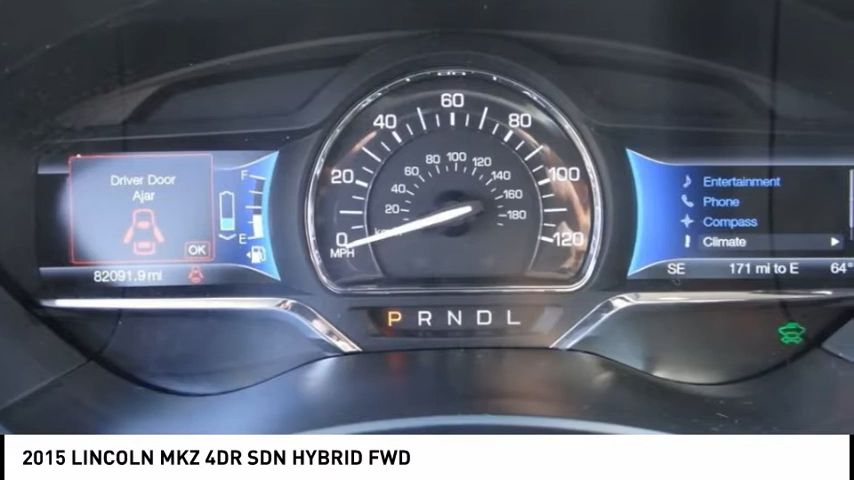 Driver Door
Ajar
OK
F
E
82091.9 mi
0 20 40 60 80 100 120
MPH
20 40 60 80 100 120 140 160 180
P R N D L
Entertainment
Phone
Compass
Climate
SE 171 mi to E 64°
2015 LINCOLN MKZ 4DR SDN HYBRID FWD